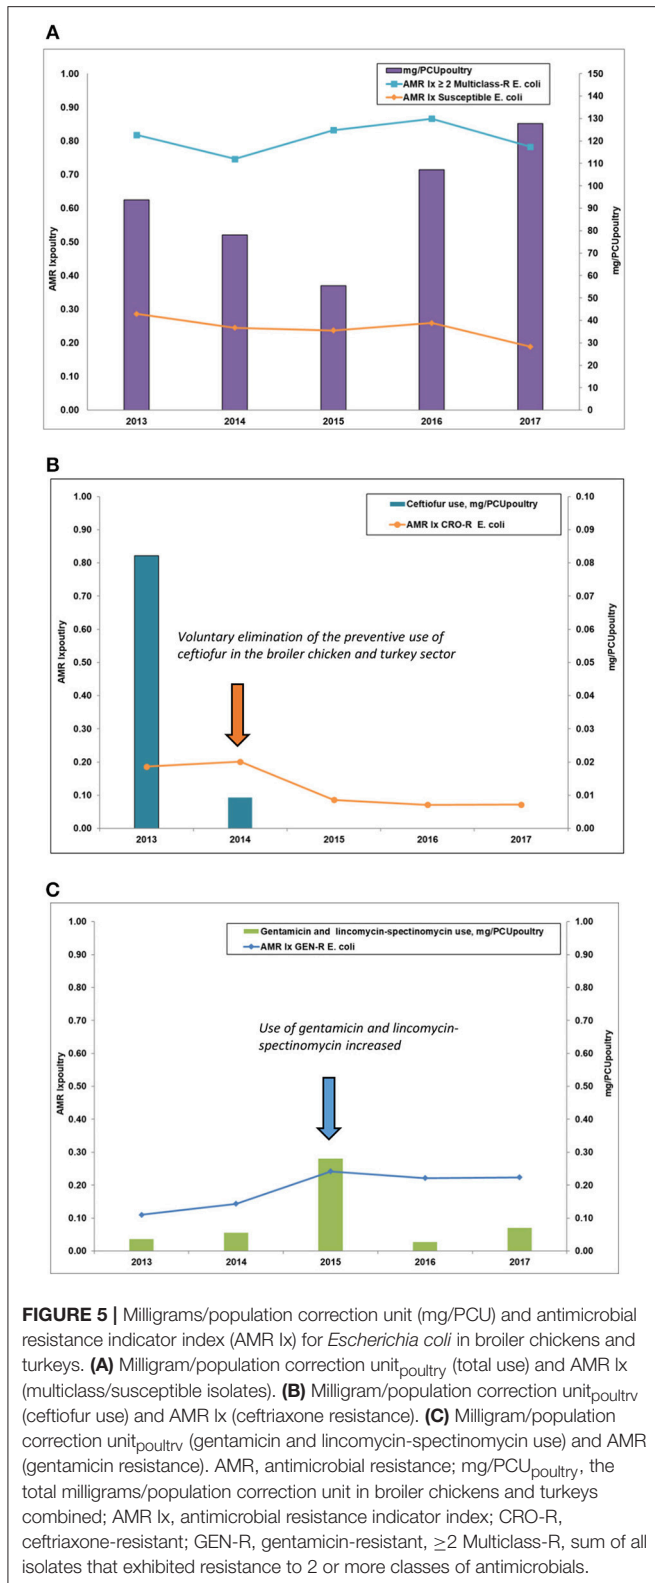 A
mg/PCUpoultry
AMR Ix ≥ 2 Multiclass-R E. coli
AMR Ix Susceptible E. coli
1.00
0.90
0.80
0.70
0.60
0.50
0.40
0.30
0.20
0.10
0.00
AMR Ixpoultry
150
140
130
120
110
100
90
80
70
60
50
40
30
20
10
0
mg/PCUpoultry
2013 2014 2015 2016 2017
B
Ceftiofur use, mg/PCUpoultry
AMR Ix CRO-R E. coli
1.00
0.90
0.80
0.70
0.60
0.50
0.40
0.30
0.20
0.10
0.00
AMR Ixpoutlry
Voluntary elimination of the preventive use of
ceftiofur in the broiler chicken and turkey sector
0.10
0.09
0.08
0.07
0.06
0.05
0.04
0.03
0.02
0.01
0.00
mg/PCUpoultry
2013 2014 2015 2016 2017
C
Gentamicin and lincomycin-spectinomycin use, mg/PCUpoultry
AMR Ix GEN-R E. coli
1.00
0.90
0.80
0.70
0.60
0.50
0.40
0.30
0.20
0.10
0.00
AMR Ixpoultry
Use of gentamicin and lincomycin-
spectinomycin increased
1.00
0.90
0.80
0.70
0.60
0.50
0.40
0.30
0.20
0.10
0.00
mg/PCUpoultry
2013 2014 2015 2016 2017
FIGURE 5 | Milligrams/population correction unit (mg/PCU) and antimicrobial
resistance indicator index (AMR Ix) for Escherichia coli in broiler chickens and
turkeys. (A) Milligram/population correction unitpoultry (total use) and AMR Ix
(multiclass/susceptible isolates). (B) Milligram/population correction unitpoultry
(ceftiofur use) and AMR Ix (ceftriaxone resistance). (C) Milligram/population
correction unitpoultry (gentamicin and lincomycin-spectinomycin use) and AMR
(gentamicin resistance). AMR, antimicrobial resistance; mg/PCUpoultry, the
total milligrams/population correction unit in broiler chickens and turkeys
combined; AMR Ix, antimicrobial resistance indicator index; CRO-R,
ceftriaxone-resistant; GEN-R, gentamicin-resistant, ≥2 Multiclass-R, sum of all
isolates that exhibited resistance to 2 or more classes of antimicrobials.